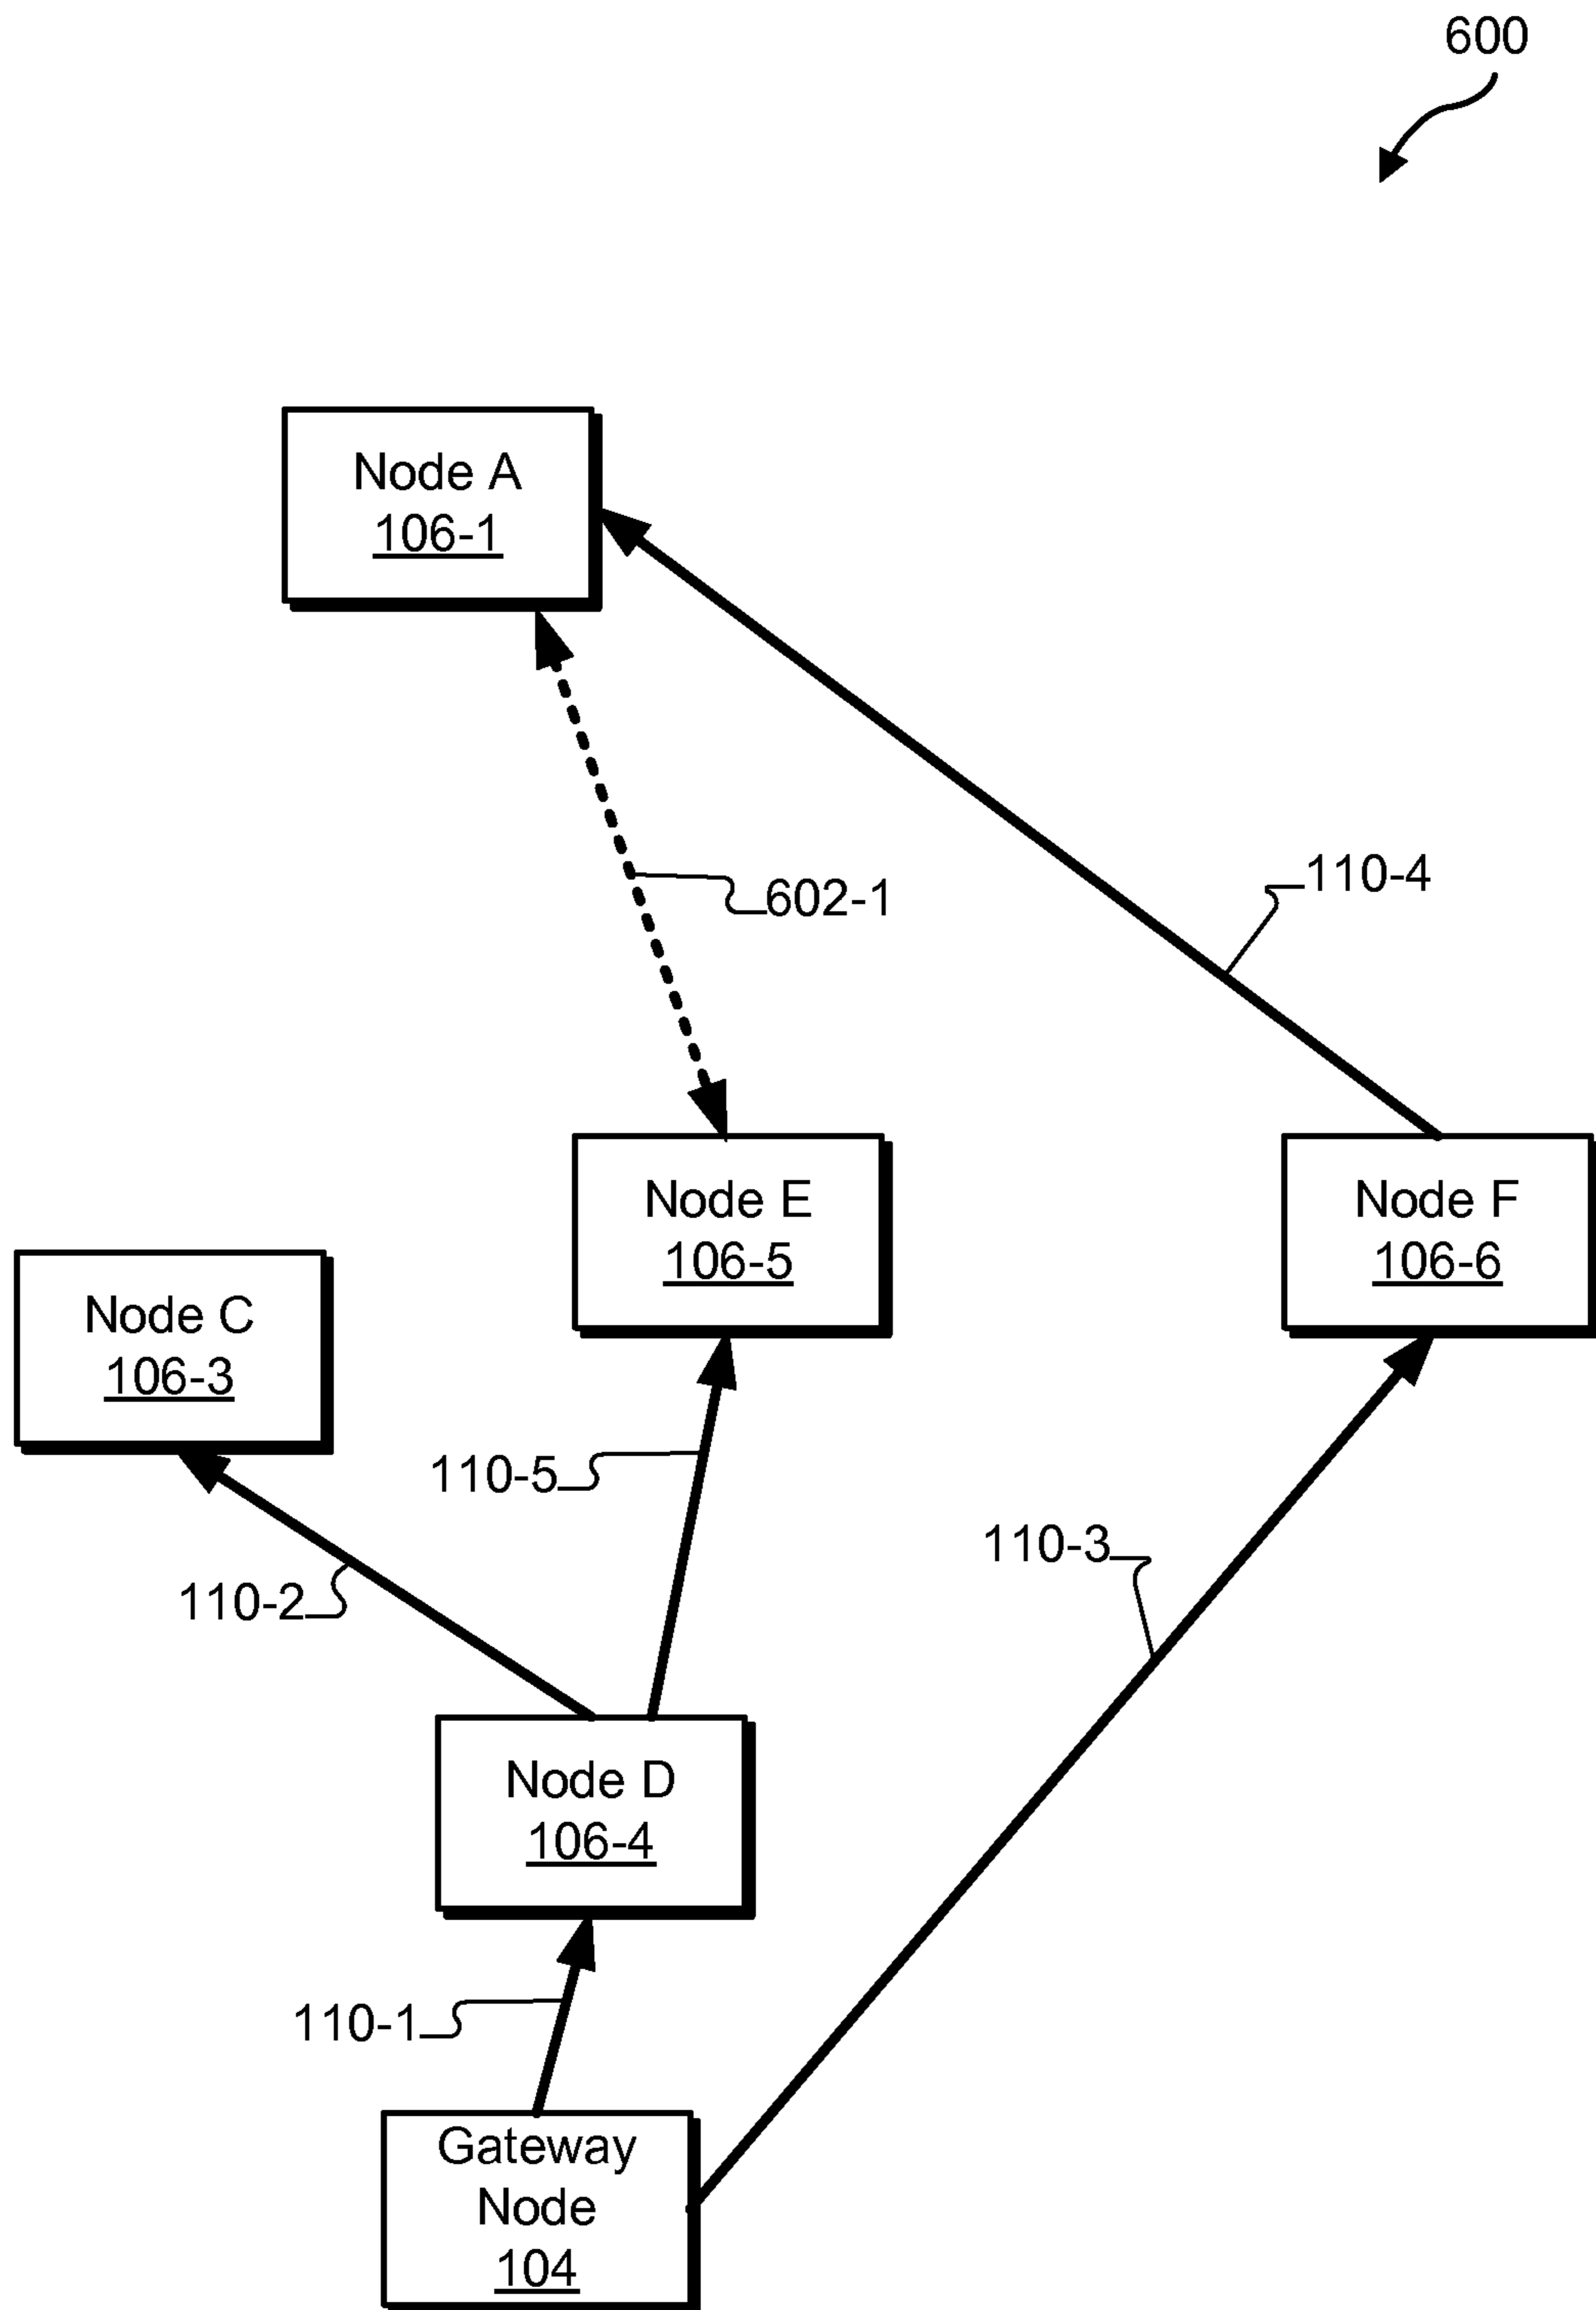 600
Node A
106-1
110-4
602-1
Node E
106-5
Node F
106-6
Node C
106-3
110-5
110-3
110-2
Node D
106-4
110-1
Gateway
Node
104